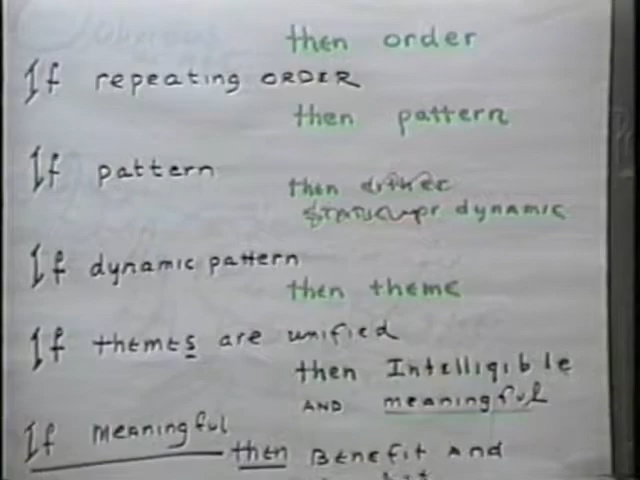 then order
If repeating ORDER
then pattern
If pattern
then either
static or dynamic
If dynamic pattern
then theme
If themes are unified
then Intelligible
AND meaningful
If meaningful
then Benefit and